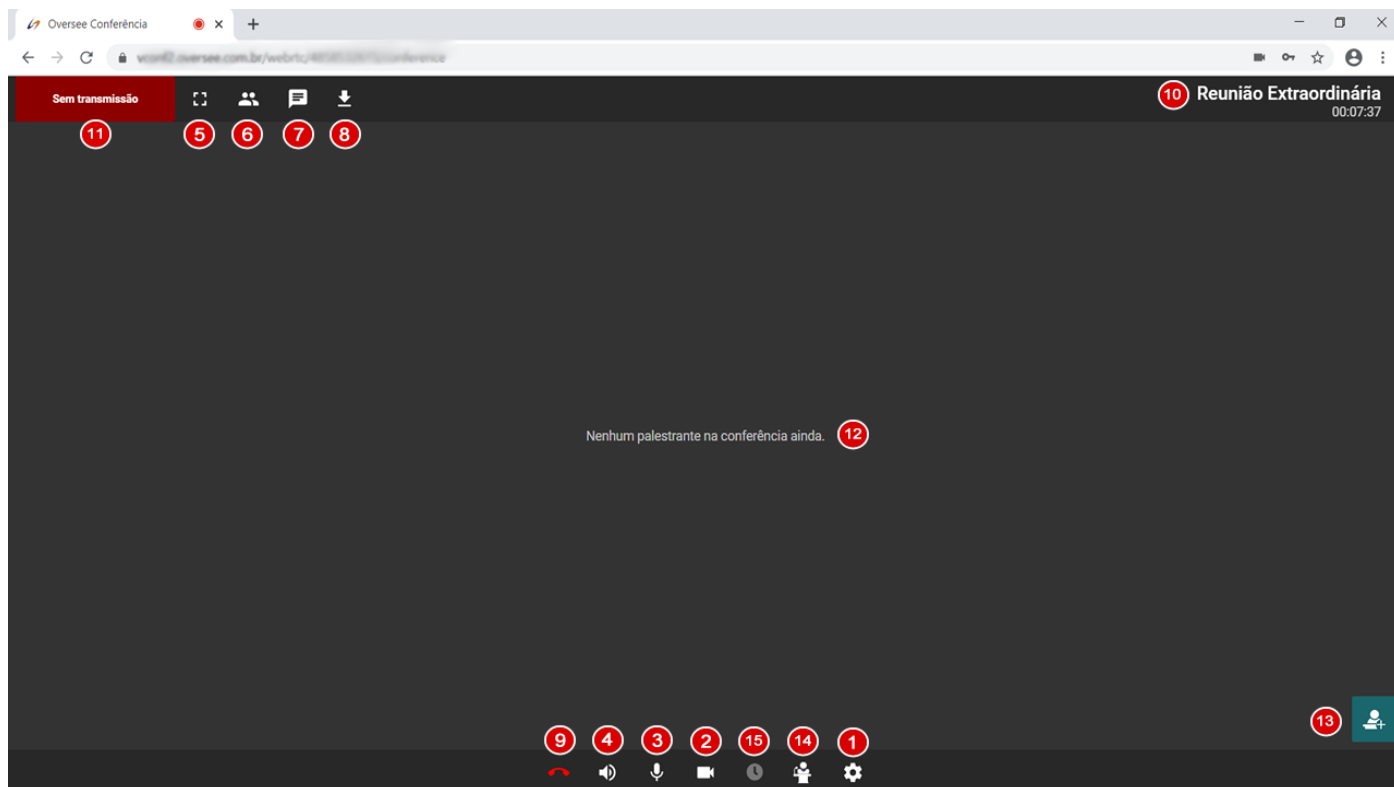 Oversee Conferência
Sem transmissão
10 Reunião Extraordinária
00:07:37
11 5 6 7 8
Nenhum palestrante na conferência ainda. 12
13
9 4 3 2 15 14 1